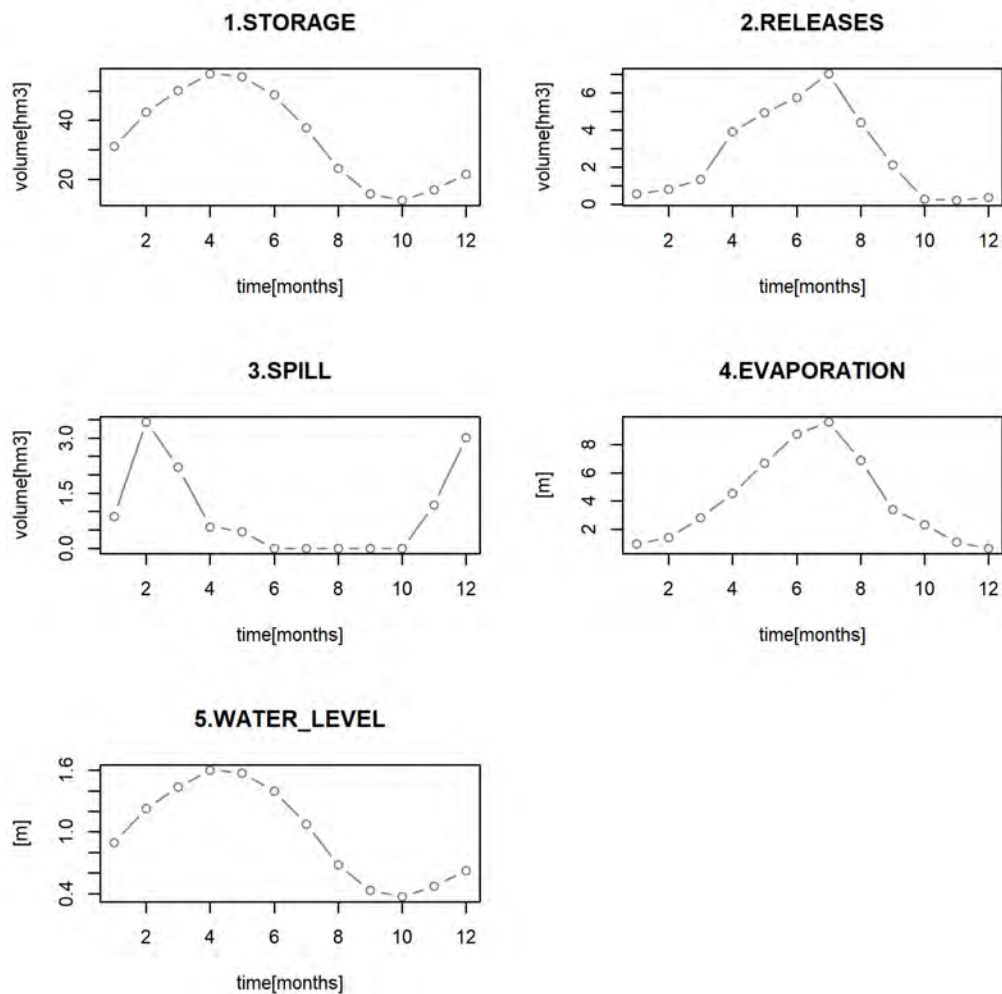 1.STORAGE
volume[hm3]
20 40
2 4 6 8 10 12
time[months]
2.RELEASES
volume[hm3]
0 2 4 6
2 4 6 8 10 12
time[months]
3.SPILL
volume[hm3]
0.0 1.5 3.0
2 4 6 8 10 12
time[months]
4.EVAPORATION
[m]
2 4 6 8
2 4 6 8 10 12
time[months]
5.WATER_LEVEL
[m]
0.4 1.0 1.6
2 4 6 8 10 12
time[months]